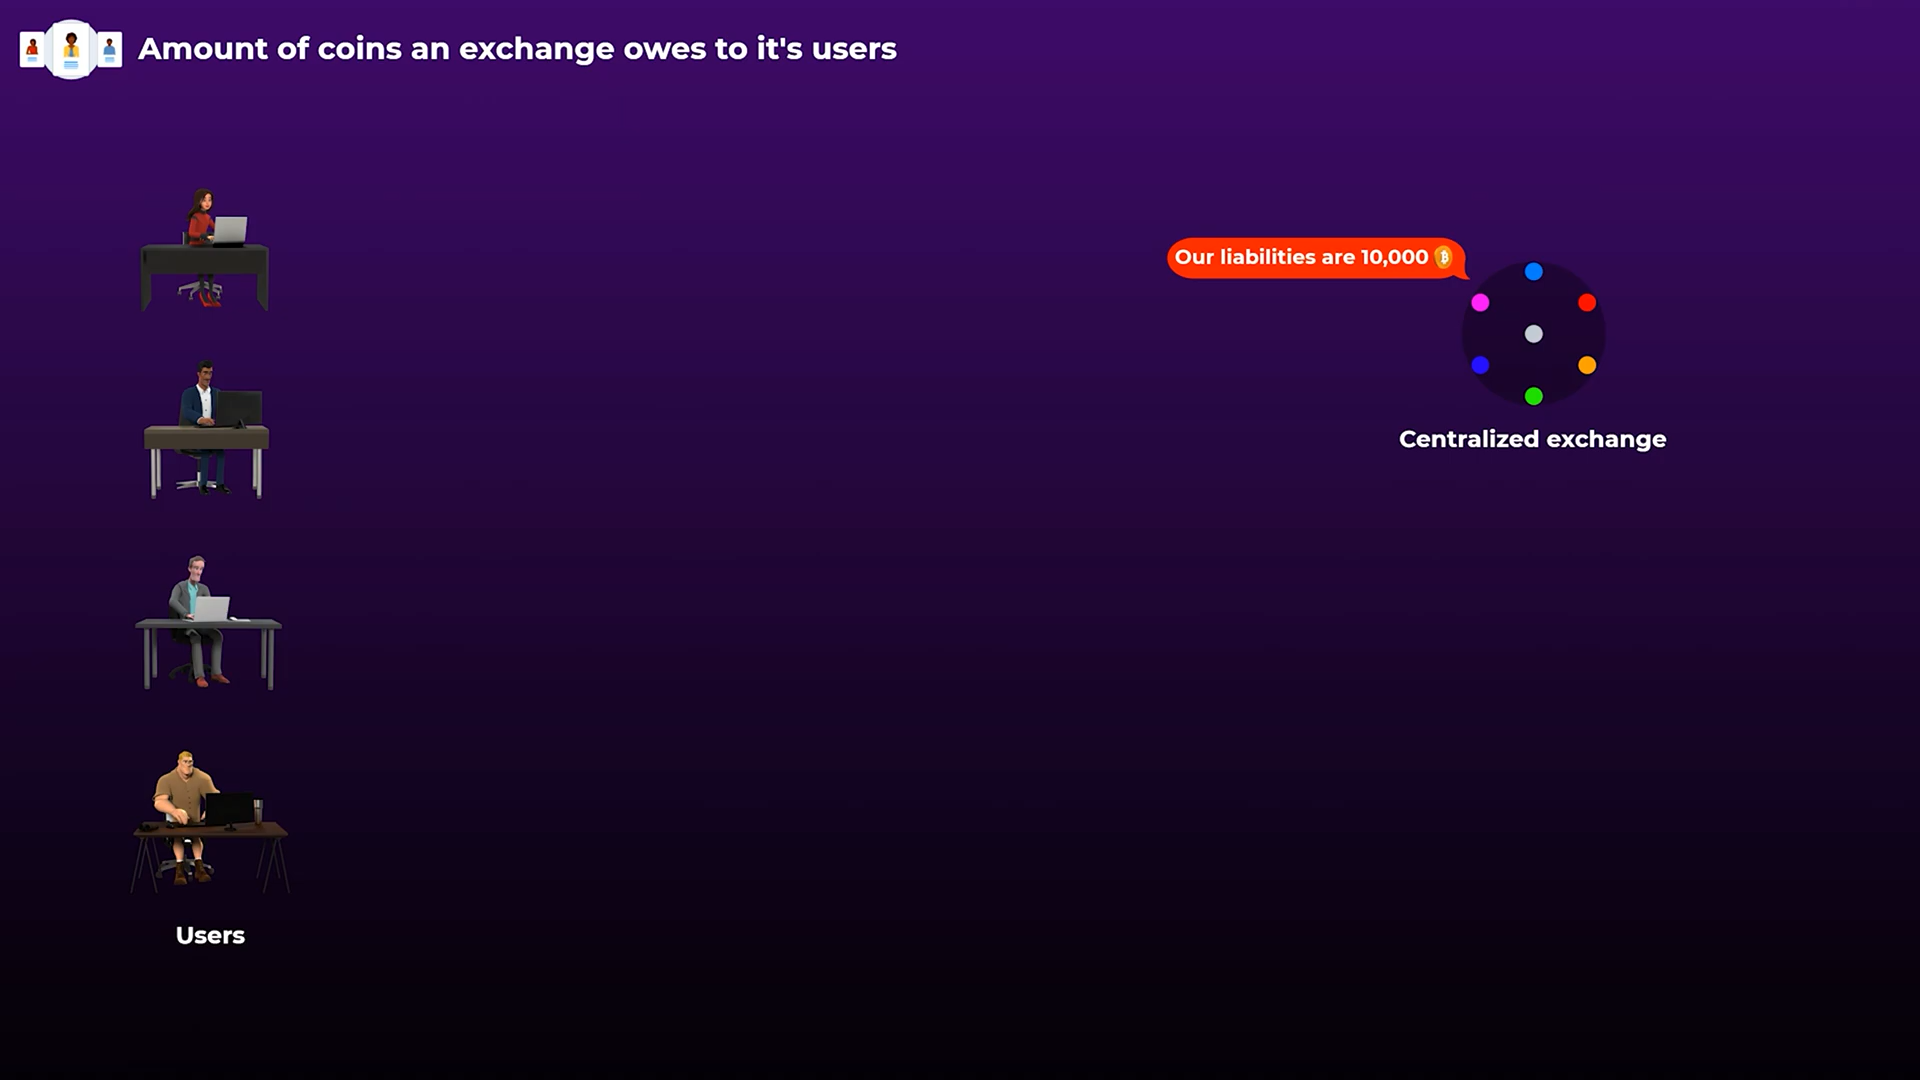 Amount of coins an exchange owes to it's users
Our liabilities are 10,000
Centralized exchange
Users